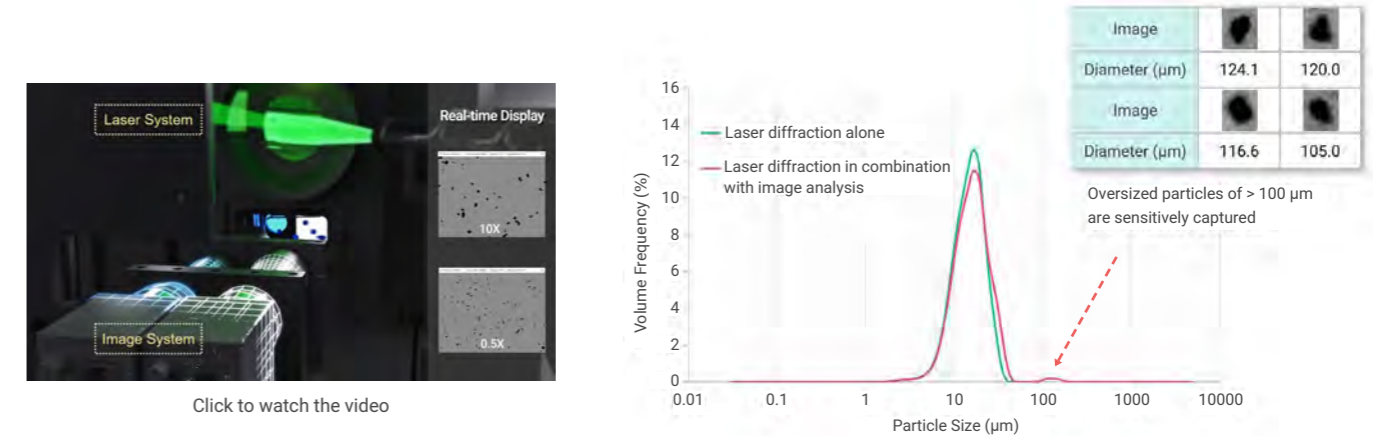 Laser System
Real-time Display
10X
0.5X
Image System
Click to watch the video
Volume Frequency (%)
16
14
12
10
8
6
4
2
0
Laser diffraction alone
Laser diffraction in combination
with image analysis
0.01
0.1
1
10
100
1000
10000
Particle Size (μm)
Image
Diameter (μm) 124.1 120.0
Image
Diameter (μm) 116.6 105.0
Oversized particles of > 100 μm
are sensitively captured